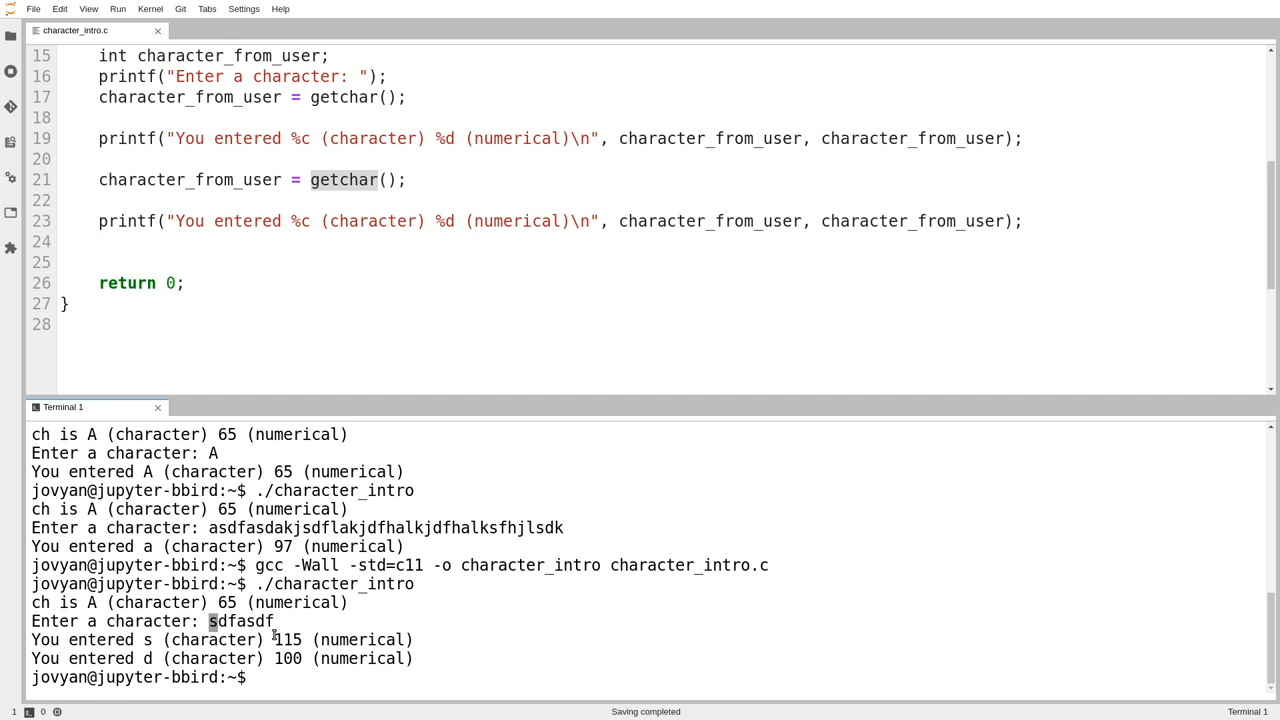 File Edit View Run Kernel Git Tabs Settings Help
character_intro.c
15 int character_from_user;
16 printf("Enter a character: ");
17 character_from_user = getchar();
18
19 printf("You entered %c (character) %d (numerical)\n", character_from_user, character_from_user);
20
21 character_from_user = getchar();
22
23 printf("You entered %c (character) %d (numerical)\n", character_from_user, character_from_user);
24
25
26 return 0;
27 }
28
Terminal 1
ch is A (character) 65 (numerical)
Enter a character: A
You entered A (character) 65 (numerical)
jovyan@jupyter-bbird:~$ ./character_intro
ch is A (character) 65 (numerical)
Enter a character: asdfasdakjsdflakjdfhalkjdfhalksfhjlsdk
You entered a (character) 97 (numerical)
jovyan@jupyter-bbird:~$ gcc -Wall -std=c11 -o character_intro character_intro.c
jovyan@jupyter-bbird:~$ ./character_intro
ch is A (character) 65 (numerical)
Enter a character: sdfasdf
You entered s (character) 115 (numerical)
You entered d (character) 100 (numerical)
jovyan@jupyter-bbird:~$
1 0 Saving completed Terminal 1